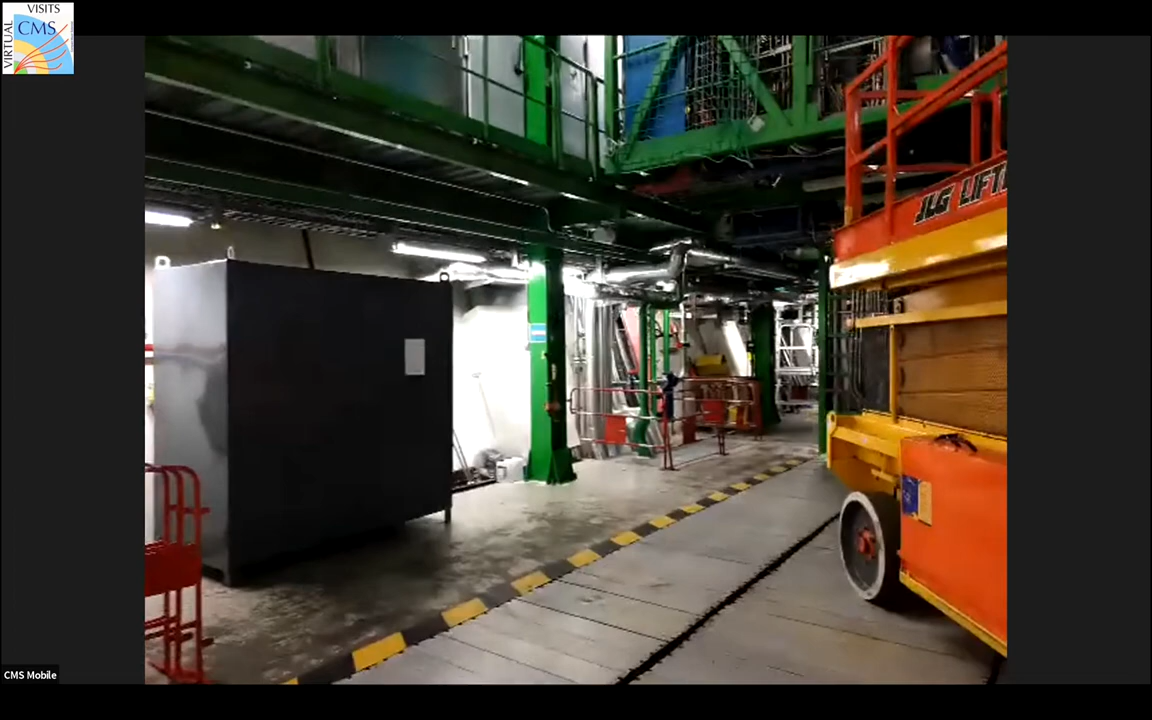 VISITS
VIRTUAL
CMS
JLG LIFT
CMS Mobile